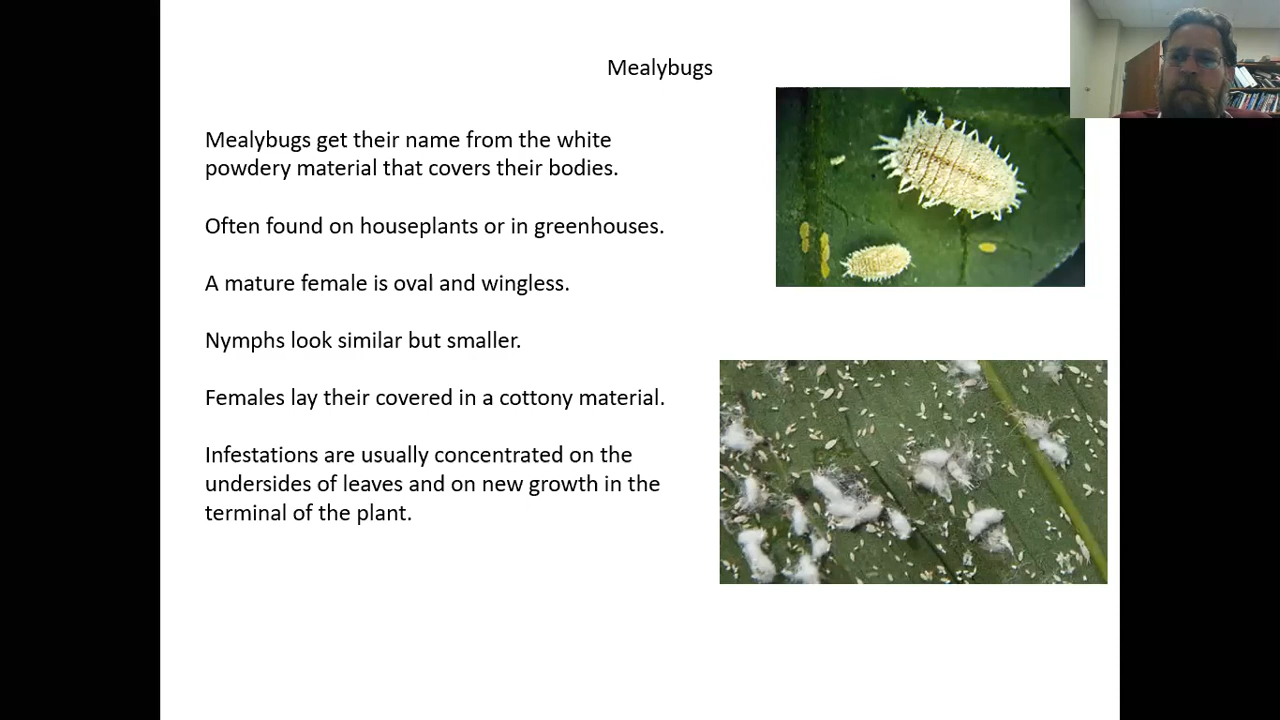 Mealybugs
Mealybugs get their name from the white
powdery material that covers their bodies.
Often found on houseplants or in greenhouses.
A mature female is oval and wingless.
Nymphs look similar but smaller.
Females lay their covered in a cottony material.
Infestations are usually concentrated on the
undersides of leaves and on new growth in the
terminal of the plant.